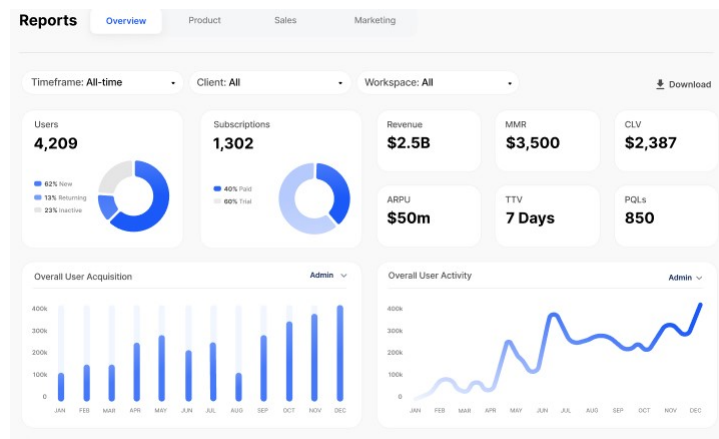 Reports
Overview
Product
Sales
Marketing
Timeframe: All-time
Client: All
Workspace: All
Download
Users
4,209
62% New
13% Returning
23% Inactive
Subscriptions
1,302
40% Paid
60% Trial
Revenue
$2.5B
MMR
$3,500
CLV
$2,387
ARPU
$50m
TTV
7 Days
PQLs
850
Overall User Acquisition
Admin
400k
300k
200k
100k
0
JAN FEB MAR APR MAY JUN JUL AUG SEP OCT NOV DEC
Overall User Activity
Admin
400k
300k
200k
100k
0
JAN FEB MAR APR MAY JUN JUL AUG SEP OCT NOV DEC